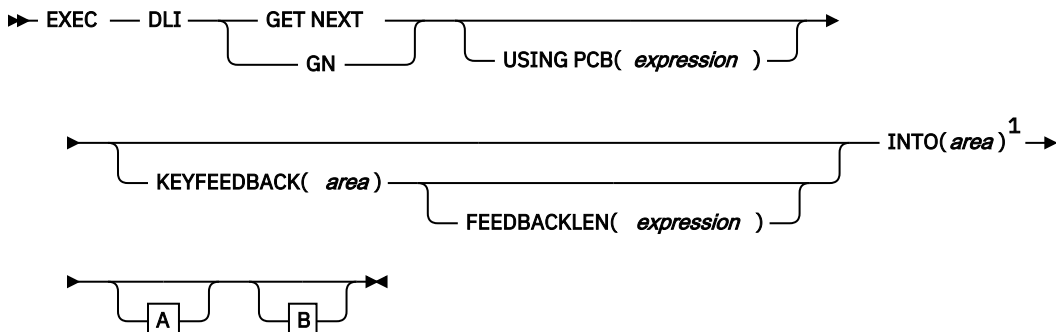 EXEC DLI GET NEXT
GN USING PCB( expression )
INTO(area)1
KEYFEEDBACK( area)
FEEDBACKLEN( expression )
A B